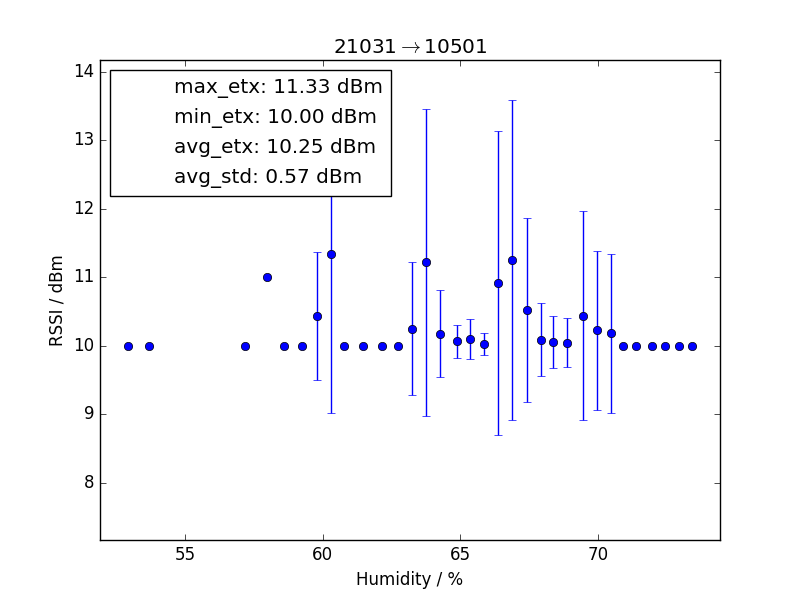 21031→10501
max_etx: 11.33 dBm
min_etx: 10.00 dBm
avg_etx: 10.25 dBm
avg_std: 0.57 dBm
RSSI / dBm
14
13
12
11
10
9
8
55 60 65 70
Humidity / %